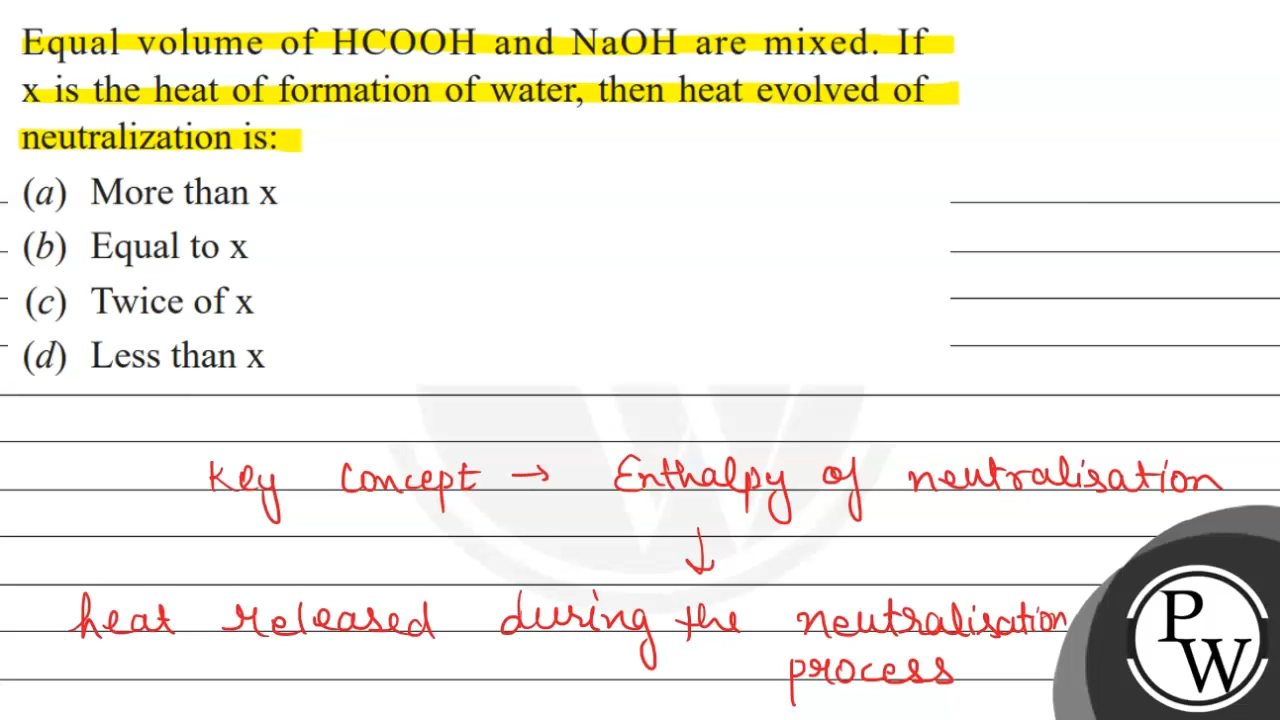 Equal volume of HCOOH and NaOH are mixed. If
x is the heat of formation of water, then heat evolved of
neutralization is:
(a) More than x
(b) Equal to x
(c) Twice of x
(d) Less than x
Key concept → Enthalpy of neutralisation
↓
heat released during the neutralisation
process
PW